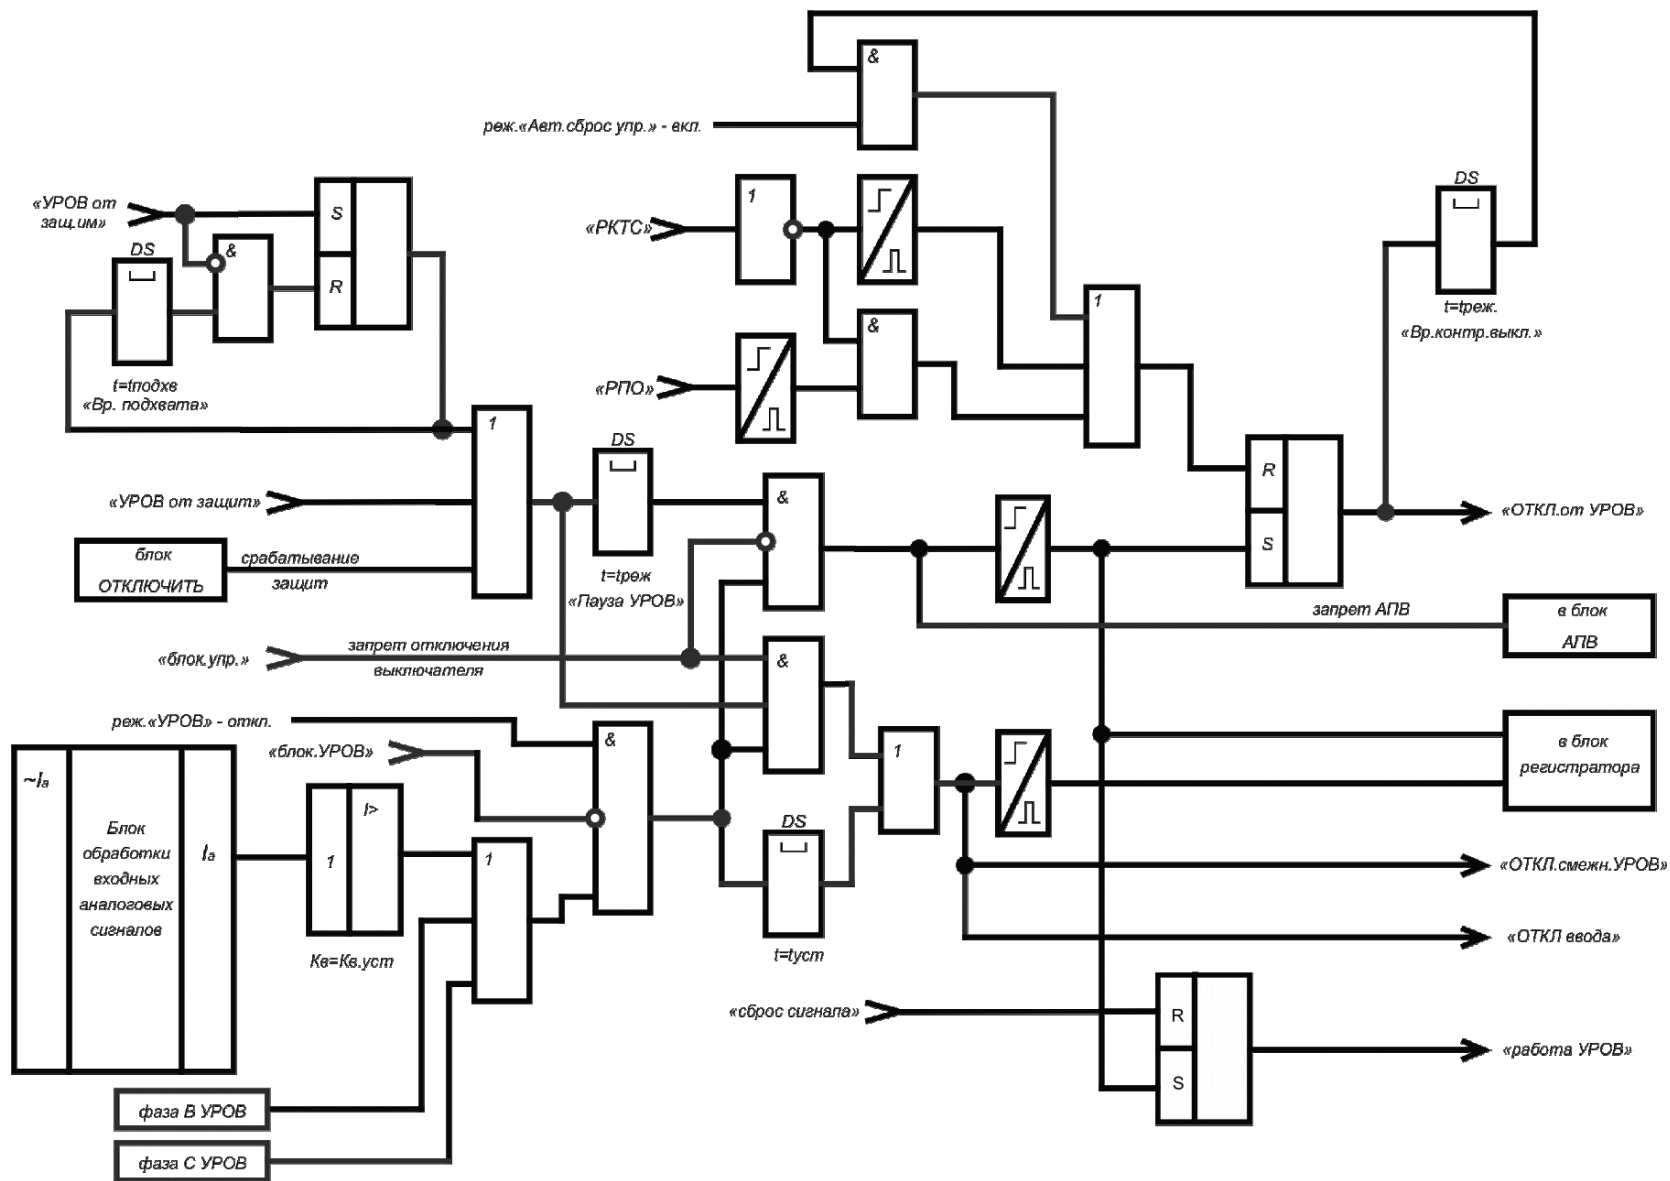 &
реж.«Авт.сброс упр.» - вкл.
«УРОВ от
защ.им»
S
R
DS
&
t=tподхв
«Вр. подхвата»
«РКТС»
1
«РПО»
&
1
DS
t=tреж.
«Вр.контр.выкл.»
1
«УРОВ от защит»
блок
ОТКЛЮЧИТЬ
срабатывание
защит
DS
t=tреж
«Пауза УРОВ»
&
R
S
«ОТКЛ.от УРОВ»
запрет АПВ
в блок
АПВ
«блок.упр.»
запрет отключения
выключателя
&
реж.«УРОВ» - откл.
«блок.УРОВ»
&
1
в блок
регистратора
~Iа
Блок
обработки
входных
аналоговых
сигналов
Iа
1
I>
Кв=Кв.уст
1
DS
t=tуст
«ОТКЛ.смежн.УРОВ»
«ОТКЛ ввода»
«сброс сигнала»
R
S
«работа УРОВ»
фаза В УРОВ
фаза С УРОВ